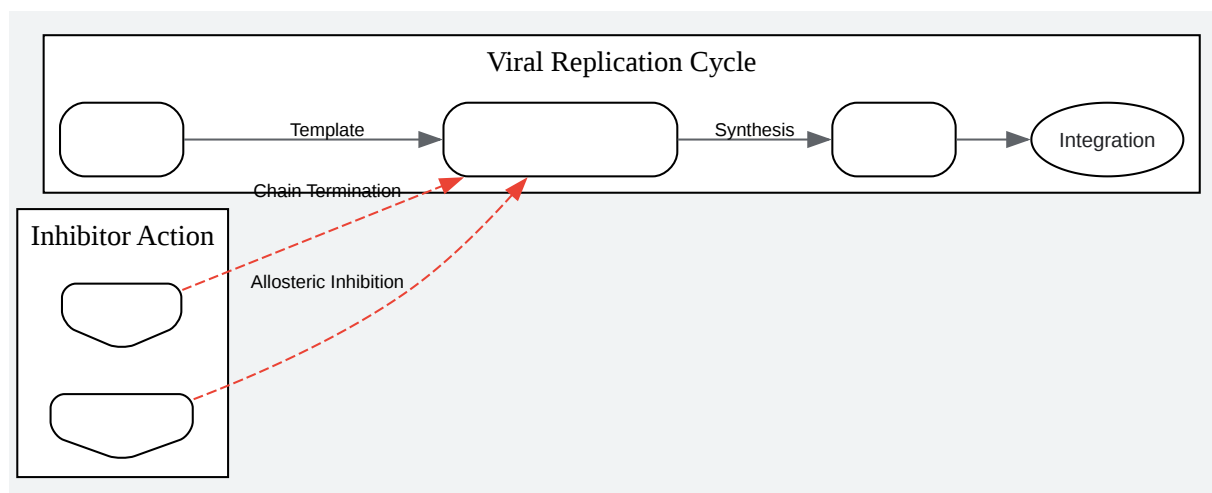 Viral Replication Cycle
Template
Synthesis
Integration
Chain Termination
Inhibitor Action
Allosteric Inhibition